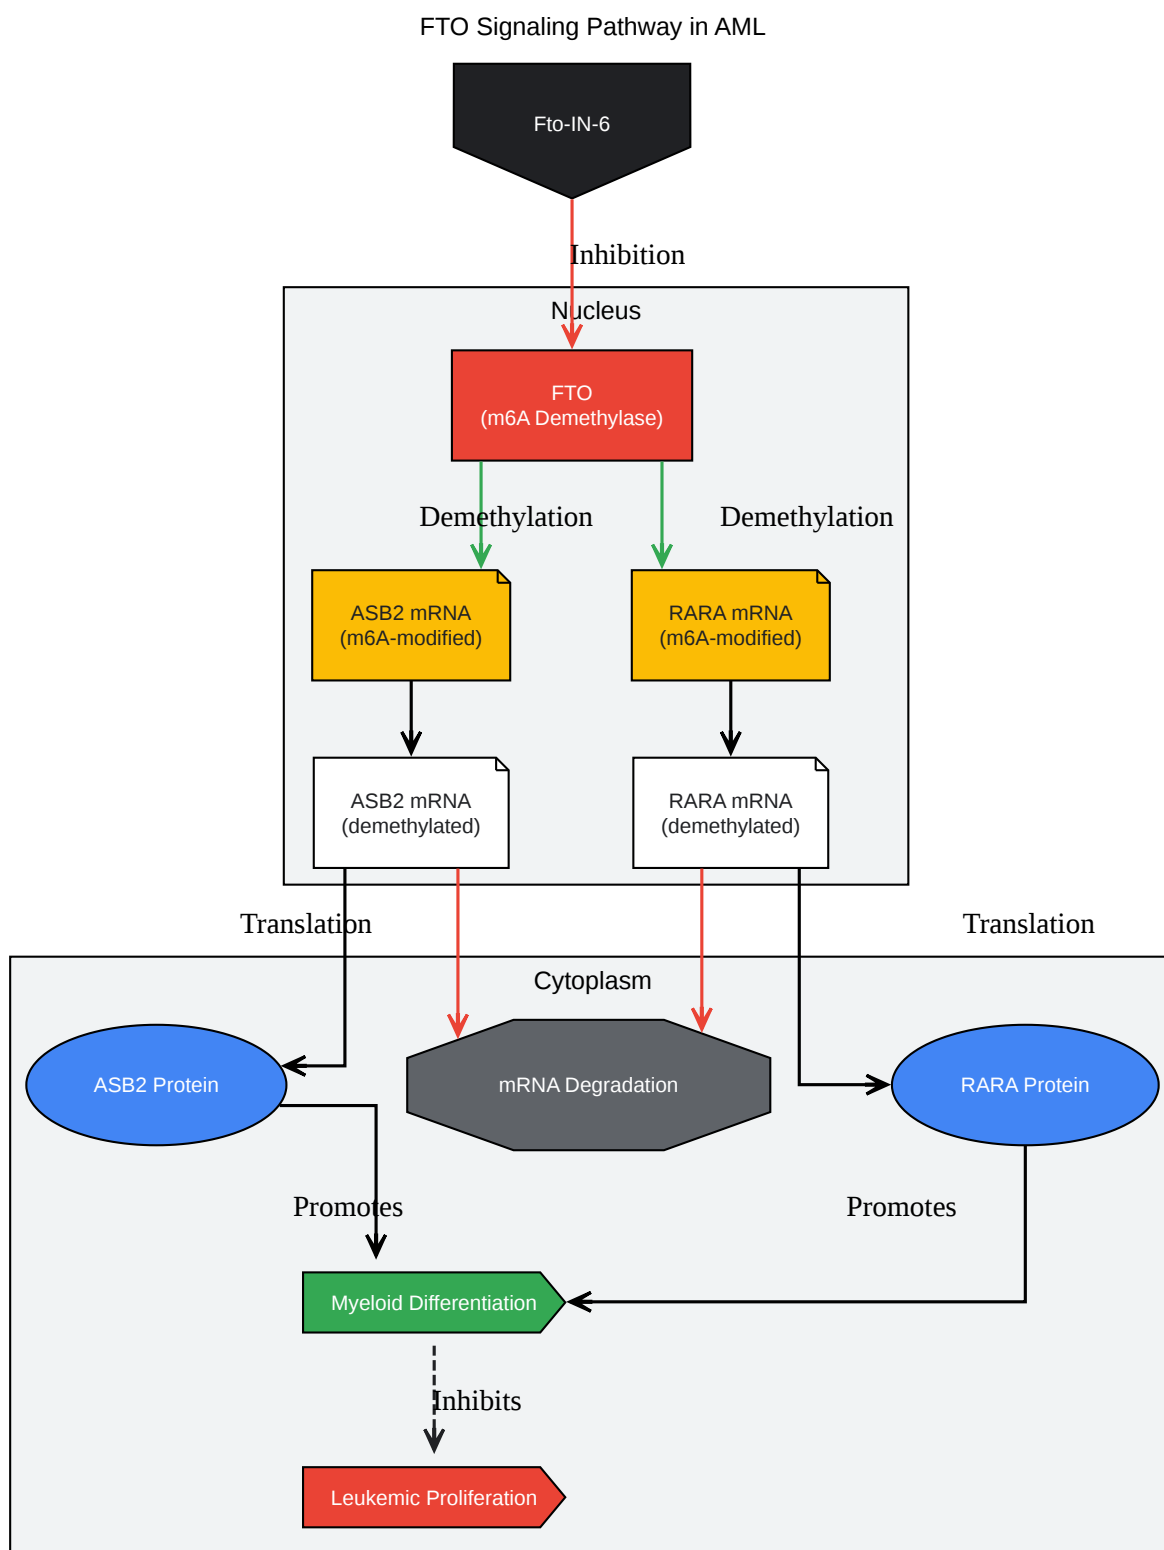 FTO Signaling Pathway in AML
Fto-IN-6
Inhibition
Nucleus
FTO
(m6A Demethylase)
Demethylation
Demethylation
ASB2 mRNA
(m6A-modified)
RARA mRNA
(m6A-modified)
ASB2 mRNA
(demethylated)
RARA mRNA
(demethylated)
Translation
Translation
Cytoplasm
ASB2 Protein
mRNA Degradation
RARA Protein
Promotes
Promotes
Myeloid Differentiation
Inhibits
Leukemic Proliferation